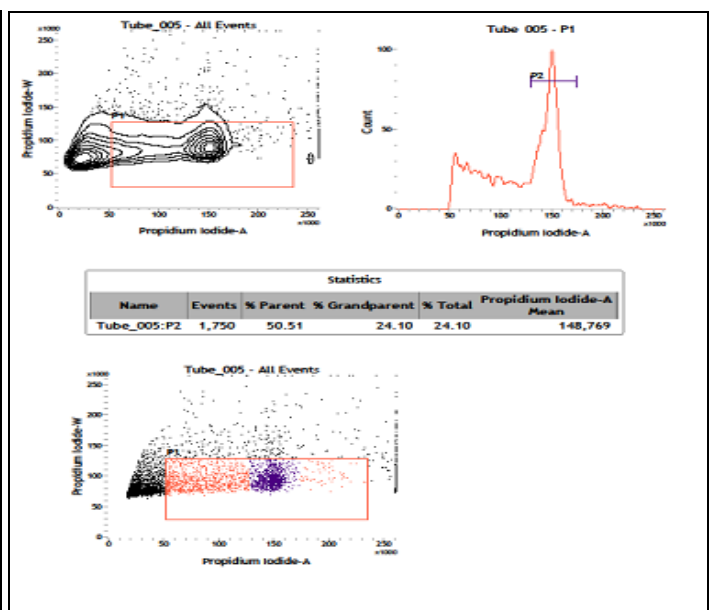 Tube_005 - All Events
x1000
250
200
150
100
50
0
Propidium Iodide-W
P1
0 50 100 150 200 250
x1000
Propidium Iodide-A
Tube 005 - P1
100
50
0
Count
P2
0 50 100 150 200 250
x1000
Propidium Iodide-A
Statistics
Name Events % Parent % Grandparent % Total Propidium Iodide-A Mean
Tube_005:P2 1,750 50.51 24.10 24.10 148,769
Tube_005 - All Events
x1000
250
200
150
100
50
0
Propidium Iodide-W
P1
0 50 100 150 200 250
x1000
Propidium Iodide-A